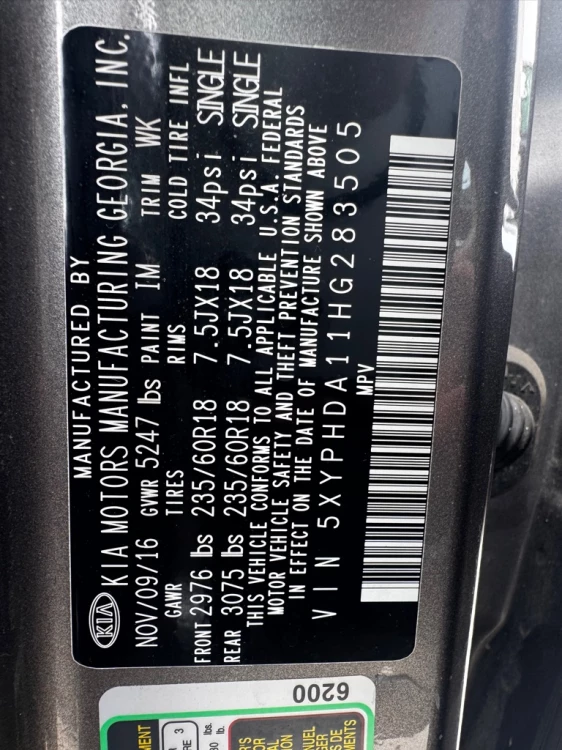 MANUFACTURED BY
KIA KIA MOTORS MANUFACTURING GEORGIA, INC.
NOV/09/16 GVWR 5247 lbs PAINT IM TRIM WK
GAWR TIRES RIMS COLD TIRE INFL
FRONT 2976 lbs 235/60R18 7.5JX18 34psi SINGLE
REAR 3075 lbs 235/60R18 7.5JX18 34psi SINGLE
THIS VEHICLE CONFORMS TO ALL APPLICABLE U.S.A. FEDERAL
MOTOR VEHICLE SAFETY AND THEFT PREVENTION STANDARDS
IN EFFECT ON THE DATE OF MANUFACTURE SHOWN ABOVE
VIN 5XYPHDA11HG283505
MPV
6200